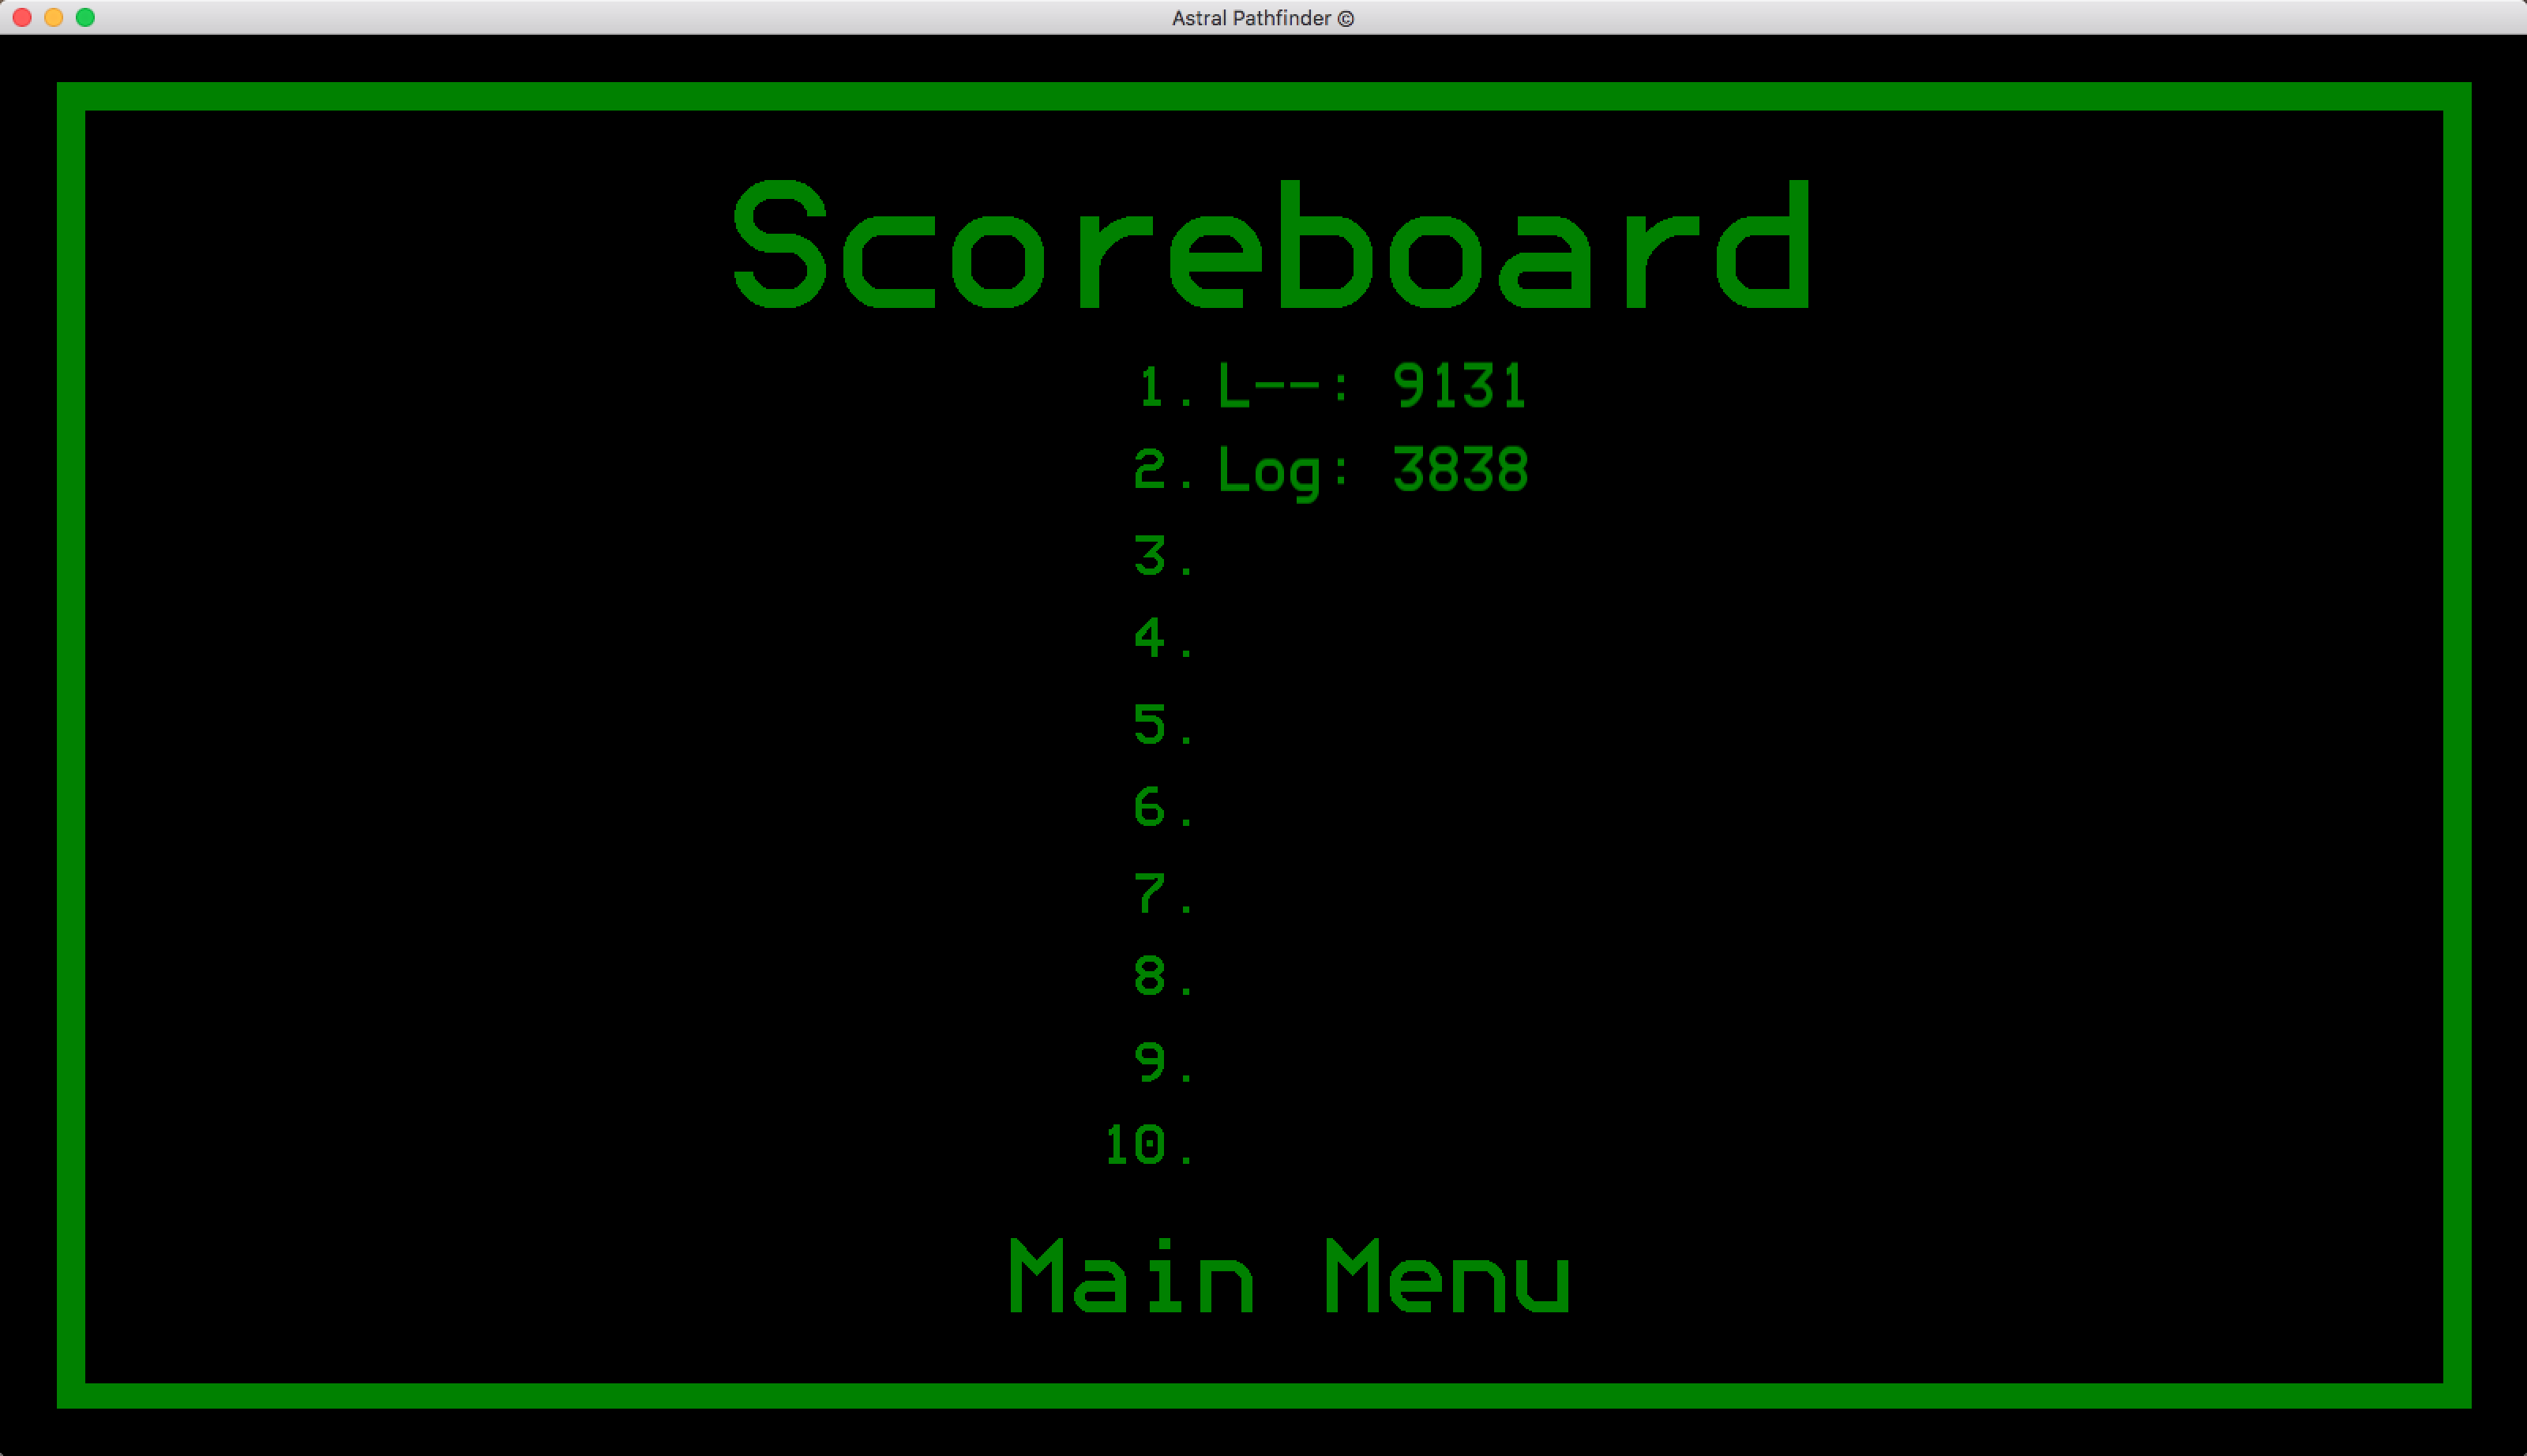 Astral Pathfinder ©
Scoreboard
1. L--: 9131
2. Log: 3838
3.
4.
5.
6.
7.
8.
9.
10.
Main Menu